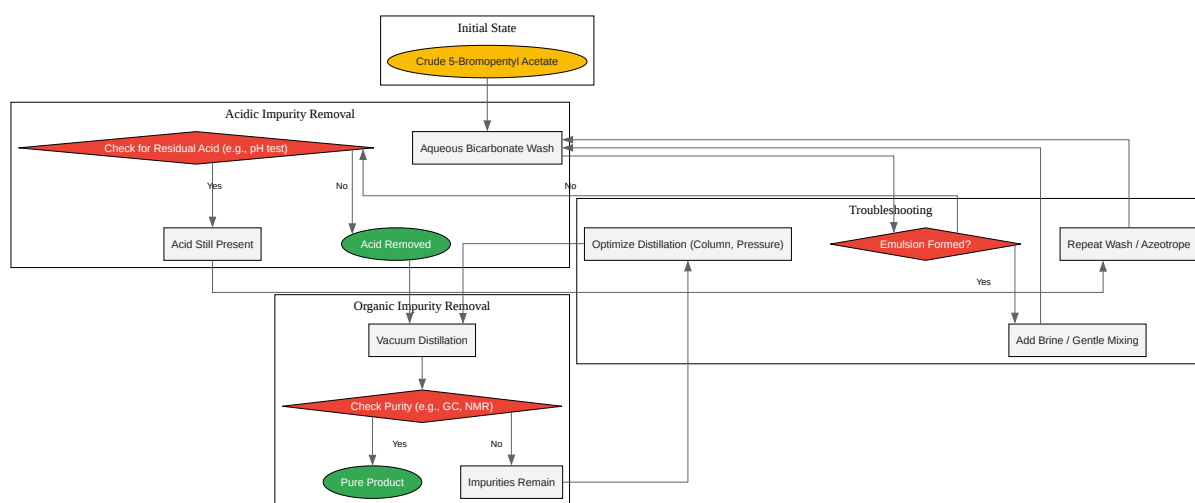 Initial State
Crude 5-Bromopentyl Acetate
Acidic Impurity Removal
Check for Residual Acid (e.g., pH test)
Aqueous Bicarbonate Wash
Yes
No
No
Troubleshooting
Acid Still Present
Acid Removed
Optimize Distillation (Column, Pressure)
Emulsion Formed?
Repeat Wash / Azeotrope
Yes
Organic Impurity Removal
Vacuum Distillation
Add Brine / Gentle Mixing
Check Purity (e.g., GC, NMR)
Yes
No
Pure Product
Impurities Remain